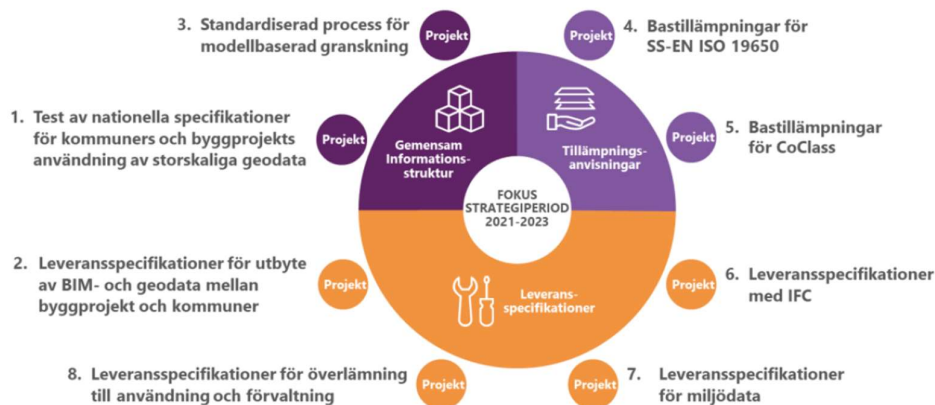 3. Standardiserad process för
modellbaserad granskning
Projekt
Projekt
4. Bastillämpningar för
SS-EN ISO 19650
1. Test av nationella specifikationer
för kommuners och byggprojekts
användning av storskaliga geodata
Projekt
Gemensam
Informations-
struktur
Tillämpnings-
anvisningar
Projekt
5. Bastillämpningar
för CoClass
FOKUS
STRATEGIPERIOD
2021-2023
2. Leveransspecifikationer för utbyte
av BIM- och geodata mellan
byggprojekt och kommuner
Projekt
Leverans-
specifikationer
Projekt
6. Leveransspecifikationer
med IFC
8. Leveransspecifikationer för överlämning
till användning och förvaltning
Projekt
Projekt
7. Leveransspecifikationer
för miljödata